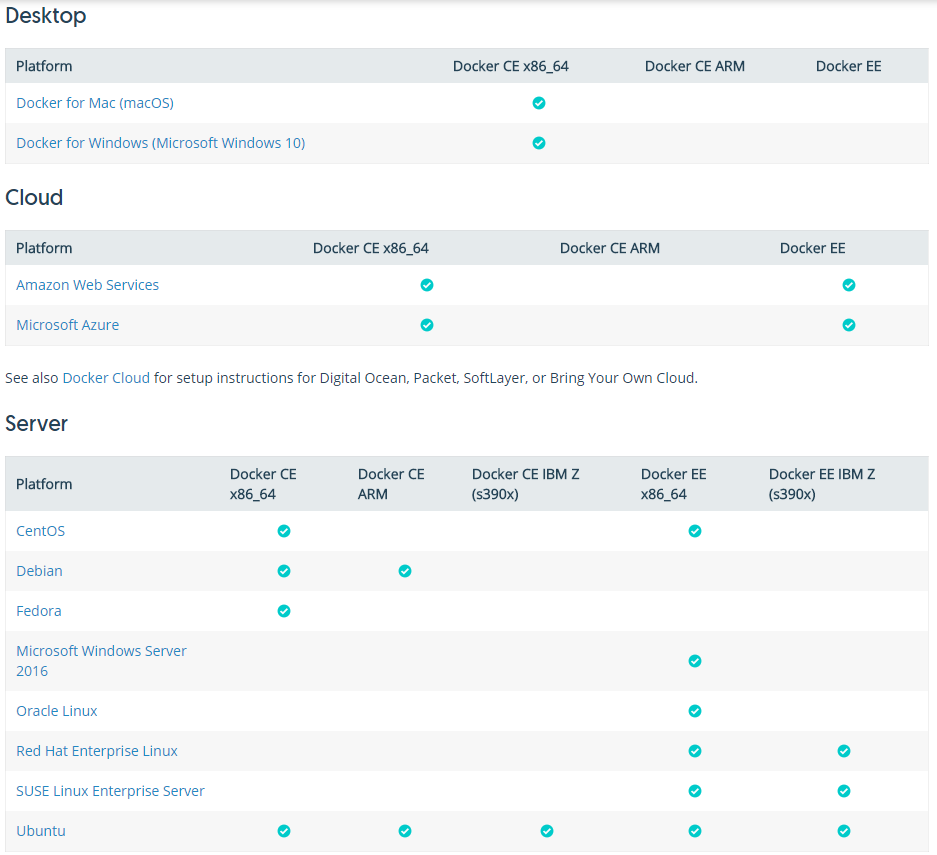 Desktop
Platform Docker CE x86_64 Docker CE ARM Docker EE
Docker for Mac (macOS)
Docker for Windows (Microsoft Windows 10)
Cloud
Platform Docker CE x86_64 Docker CE ARM Docker EE
Amazon Web Services
Microsoft Azure
See also Docker Cloud for setup instructions for Digital Ocean, Packet, SoftLayer, or Bring Your Own Cloud.
Server
Platform Docker CE x86_64 Docker CE ARM Docker CE IBM Z (s390x) Docker EE x86_64 Docker EE IBM Z (s390x)
CentOS
Debian
Fedora
Microsoft Windows Server
2016
Oracle Linux
Red Hat Enterprise Linux
SUSE Linux Enterprise Server
Ubuntu